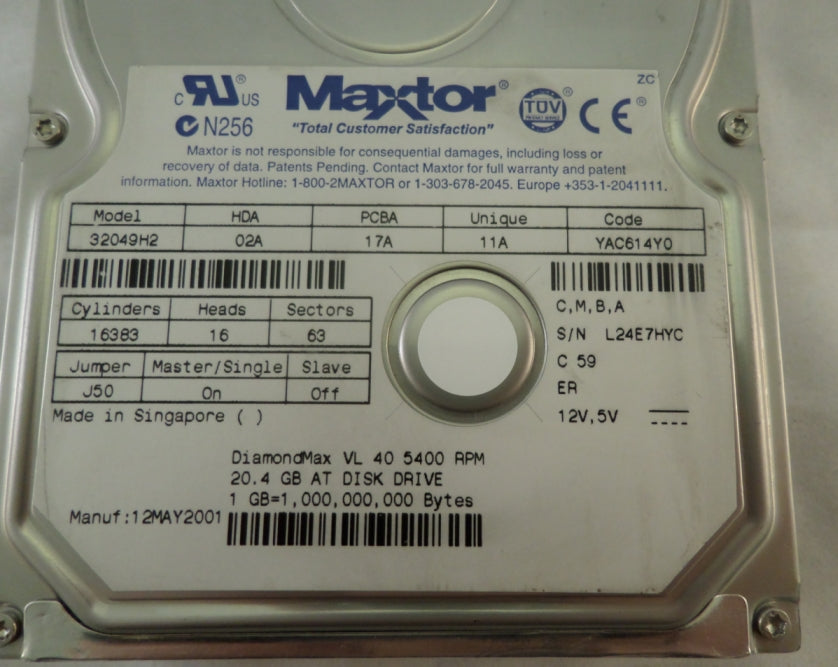 ZC
C UR ® US Maxtor® TÜV PRODUCT SERVICE ® CE®
N256 "Total Customer Satisfaction"
Maxtor is not responsible for consequential damages, including loss or
recovery of data. Patents Pending. Contact Maxtor for full warranty and patent
information. Maxtor Hotline: 1-800-2MAXTOR or 1-303-678-2045. Europe +353-1-2041111.
Model HDA PCBA Unique Code
32049H2 02A 17A 11A YAC614Y0
Cylinders Heads Sectors
16383 16 63
Jumper Master/Single Slave
J50 On Off
Made in Singapore ( )
C,M,B,A
S/N L24E7HYC
C 59
ER
12V,5V
DiamondMax VL 40 5400 RPM
20.4 GB AT DISK DRIVE
1 GB=1,000,000,000 Bytes
Manuf:12MAY2001